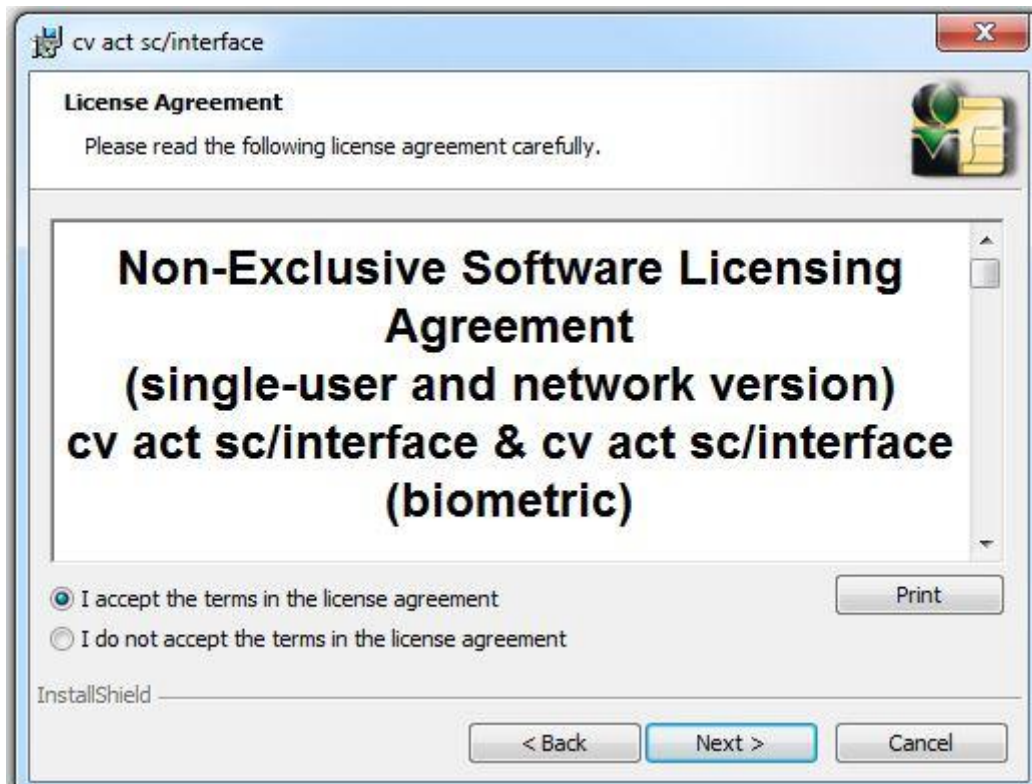 cv act sc/interface
License Agreement
Please read the following license agreement carefully.
Non-Exclusive Software Licensing
Agreement
(single-user and network version)
cv act sc/interface & cv act sc/interface
(biometric)
I accept the terms in the license agreement
Print
I do not accept the terms in the license agreement
InstallShield
< Back
Next >
Cancel